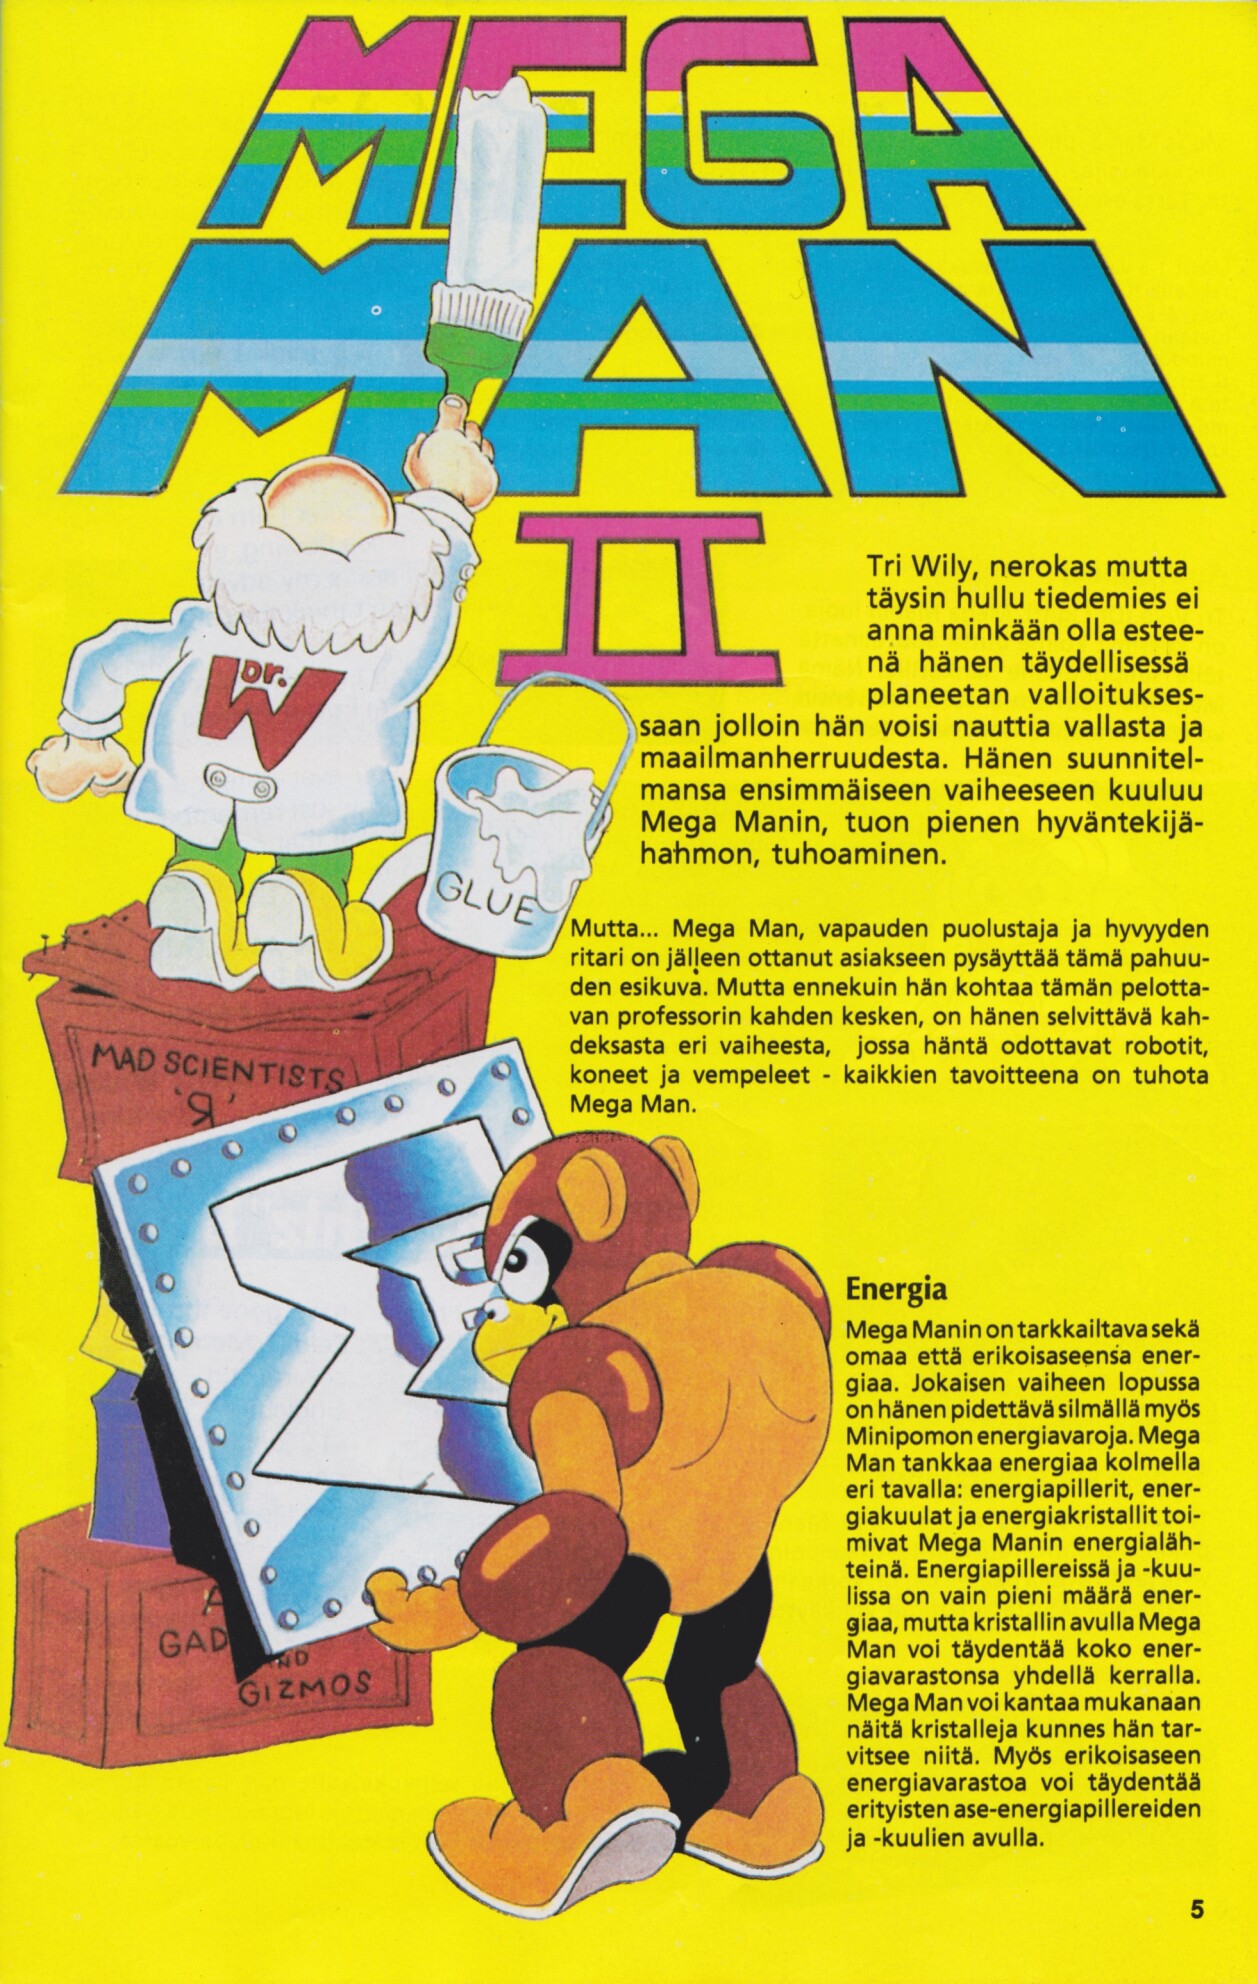 MEGA
MAN
II
Dr.
W
GLUE
MAD SCIENTISTS
'R'
GAD
AND
GIZMOS
Tri Wily, nerokas mutta
täysin hullu tiedemies ei
anna minkään olla estee-
nä hänen täydellisessä
planeetan valloitukses-
saan jolloin hän voisi nauttia vallasta ja
maailmanherruudesta. Hänen suunnitel-
mansa ensimmäiseen vaiheeseen kuuluu
Mega Manin, tuon pienen hyväntekijä-
hahmon, tuhoaminen.
Mutta... Mega Man, vapauden puolustaja ja hyvyyden
ritari on jälleen ottanut asiakseen pysäyttää tämä pahuu-
den esikuva. Mutta ennekuin hän kohtaa tämän pelotta-
van professorin kahden kesken, on hänen selvittävä kah-
deksasta eri vaiheesta, jossa häntä odottavat robotit,
koneet ja vempeleet - kaikkien tavoitteena on tuhota
Mega Man.
Energia
Mega Manin on tarkkailtava sekä
omaa että erikoisaseensa ener-
giaa. Jokaisen vaiheen lopussa
on hänen pidettävä silmällä myös
Minipomon energiavaroja. Mega
Man tankkaa energiaa kolmella
eri tavalla: energiapillerit, ener-
giakuulat ja energiakristallit toi-
mivat Mega Manin energialäh-
teinä. Energiapillereissä ja -kuu-
lissa on vain pieni määrä ener-
giaa, mutta kristallin avulla Mega
Man voi täydentää koko ener-
giavarastonsa yhdellä kerralla.
Mega Man voi kantaa mukanaan
näitä kristalleja kunnes hän tar-
vitsee niitä. Myös erikoisaseen
energiavarastoa voi täydentää
erityisten ase-energiapillereiden
ja -kuulien avulla.
5